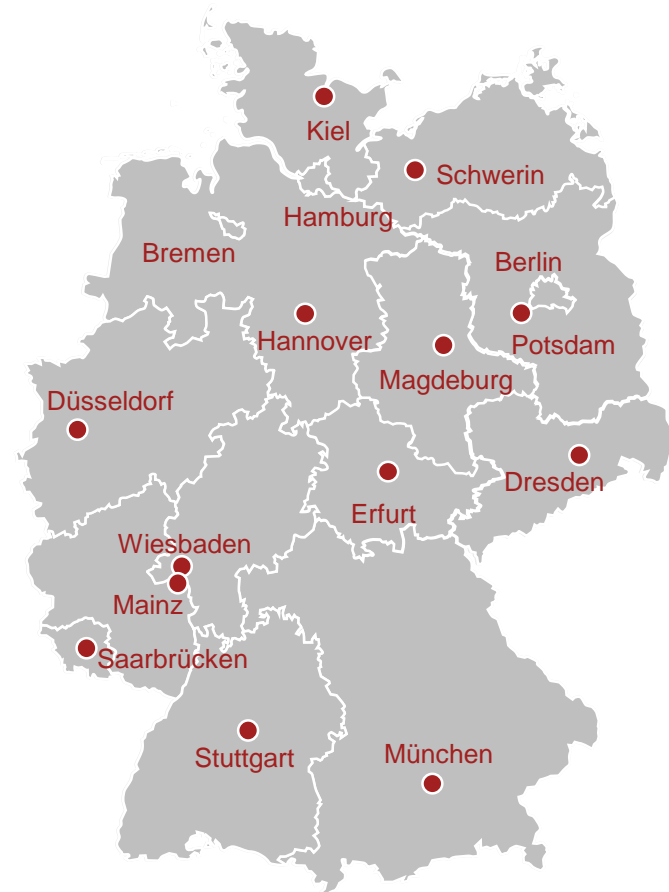 Kiel
Schwerin
Hamburg
Bremen
Berlin
Hannover
Potsdam
Magdeburg
Düsseldorf
Dresden
Erfurt
Wiesbaden
Mainz
Saarbrücken
Stuttgart
München